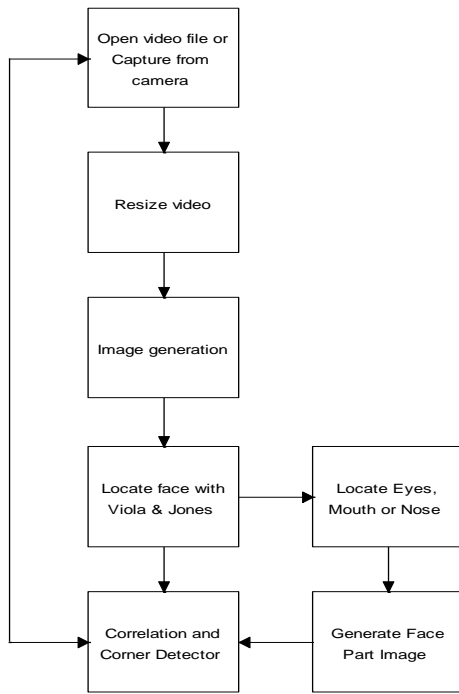 Open video file or
Capture from
camera
Resize video
Image generation
Locate face with
Viola & Jones
Locate Eyes,
Mouth or Nose
Correlation and
Corner Detector
Generate Face
Part Image